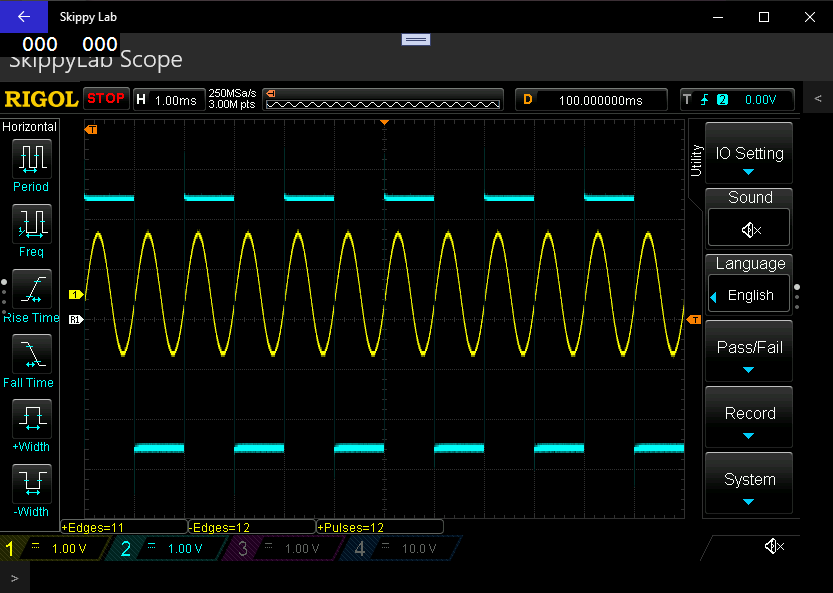 Skippy Lab
000 000
SkippyLab Scope
RIGOL STOP H 1.00ms 250MSa/s 3.00M pts D 100.000000ms T 2 0.00V <
Horizontal
T
Period
Freq
Rise Time
Fall Time
+Width
-Width
1
R1
T
Utility
IO Setting
Sound
Language
English
Pass/Fail
Record
System
+Edges=11 -Edges=12 +Pulses=12
1 = 1.00 V 2 = 1.00 V 3 = 1.00 V 4 = 10.0 V
>